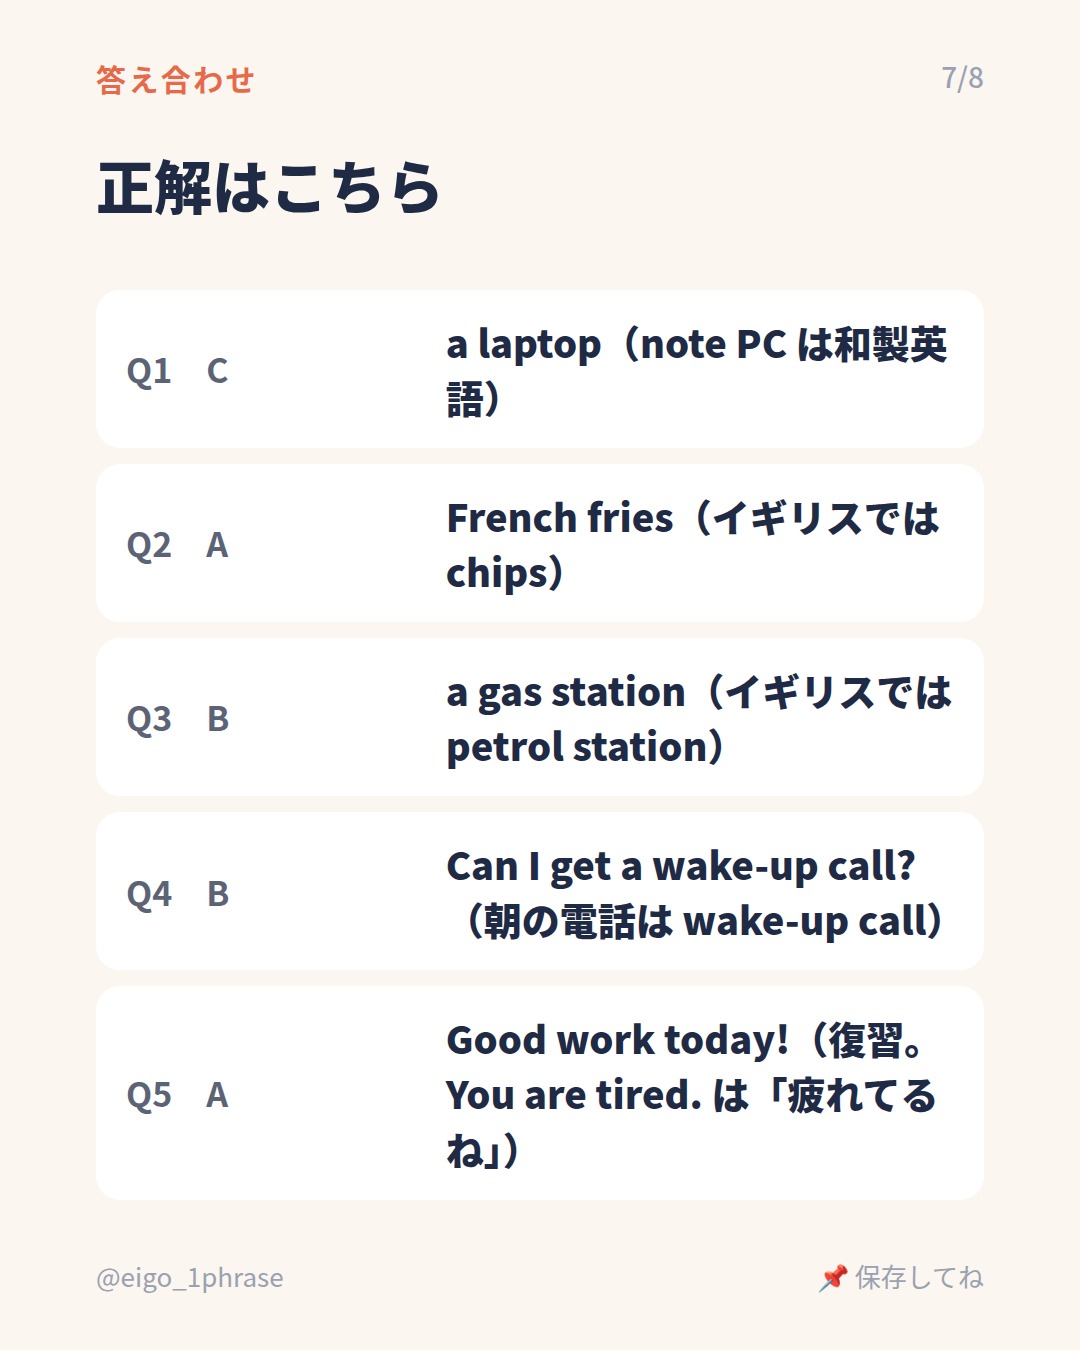 答え合わせ
7/8
正解はこちら
Q1 C
a laptop（note PC は和製英
語）
Q2 A
French fries（イギリスでは
chips）
Q3 B
a gas station（イギリスでは
petrol station）
Q4 B
Can I get a wake-up call?
（朝の電話は wake-up call）
Q5 A
Good work today!（復習。
You are tired. は「疲れてる
ね」）
@eigo_1phrase
📌 保存してね